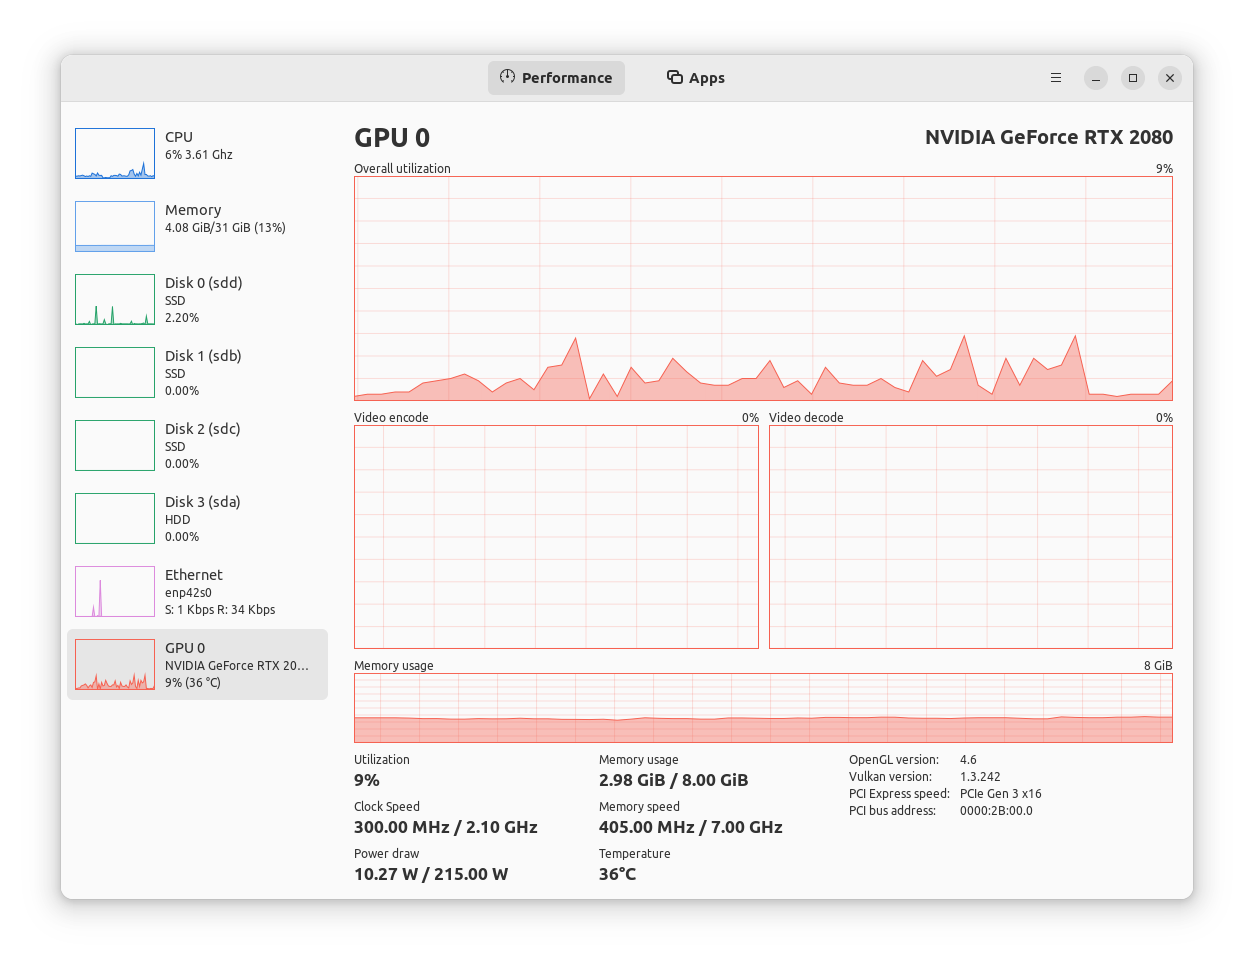 Performance
Apps
CPU
6% 3.61 Ghz
Memory
4.08 GiB/31 GiB (13%)
Disk 0 (sdd)
SSD
2.20%
Disk 1 (sdb)
SSD
0.00%
Disk 2 (sdc)
SSD
0.00%
Disk 3 (sda)
HDD
0.00%
Ethernet
enp42s0
S: 1 Kbps R: 34 Kbps
GPU 0
NVIDIA GeForce RTX 20...
9% (36 °C)
GPU 0
NVIDIA GeForce RTX 2080
Overall utilization
9%
Video encode
0%
Video decode
0%
Memory usage
8 GiB
Utilization
9%
Clock Speed
300.00 MHz / 2.10 GHz
Power draw
10.27 W / 215.00 W
Memory usage
2.98 GiB / 8.00 GiB
Memory speed
405.00 MHz / 7.00 GHz
Temperature
36°C
OpenGL version: 4.6
Vulkan version: 1.3.242
PCI Express speed: PCIe Gen 3 x16
PCI bus address: 0000:2B:00.0